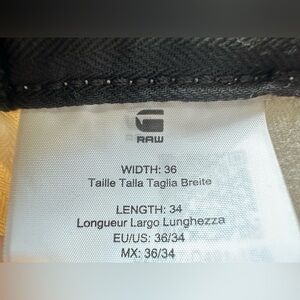 RAW
WIDTH: 36
Taille Talla Taglia Breite
LENGTH: 34
Longueur Largo Lunghezza
EU/US: 36/34
MX: 36/34